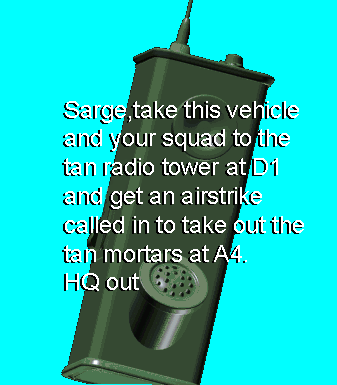 Sarge,take this vehicle
and your squad to the
tan radio tower at D1
and get an airstrike
called in to take out the
tan mortars at A4.
HQ out